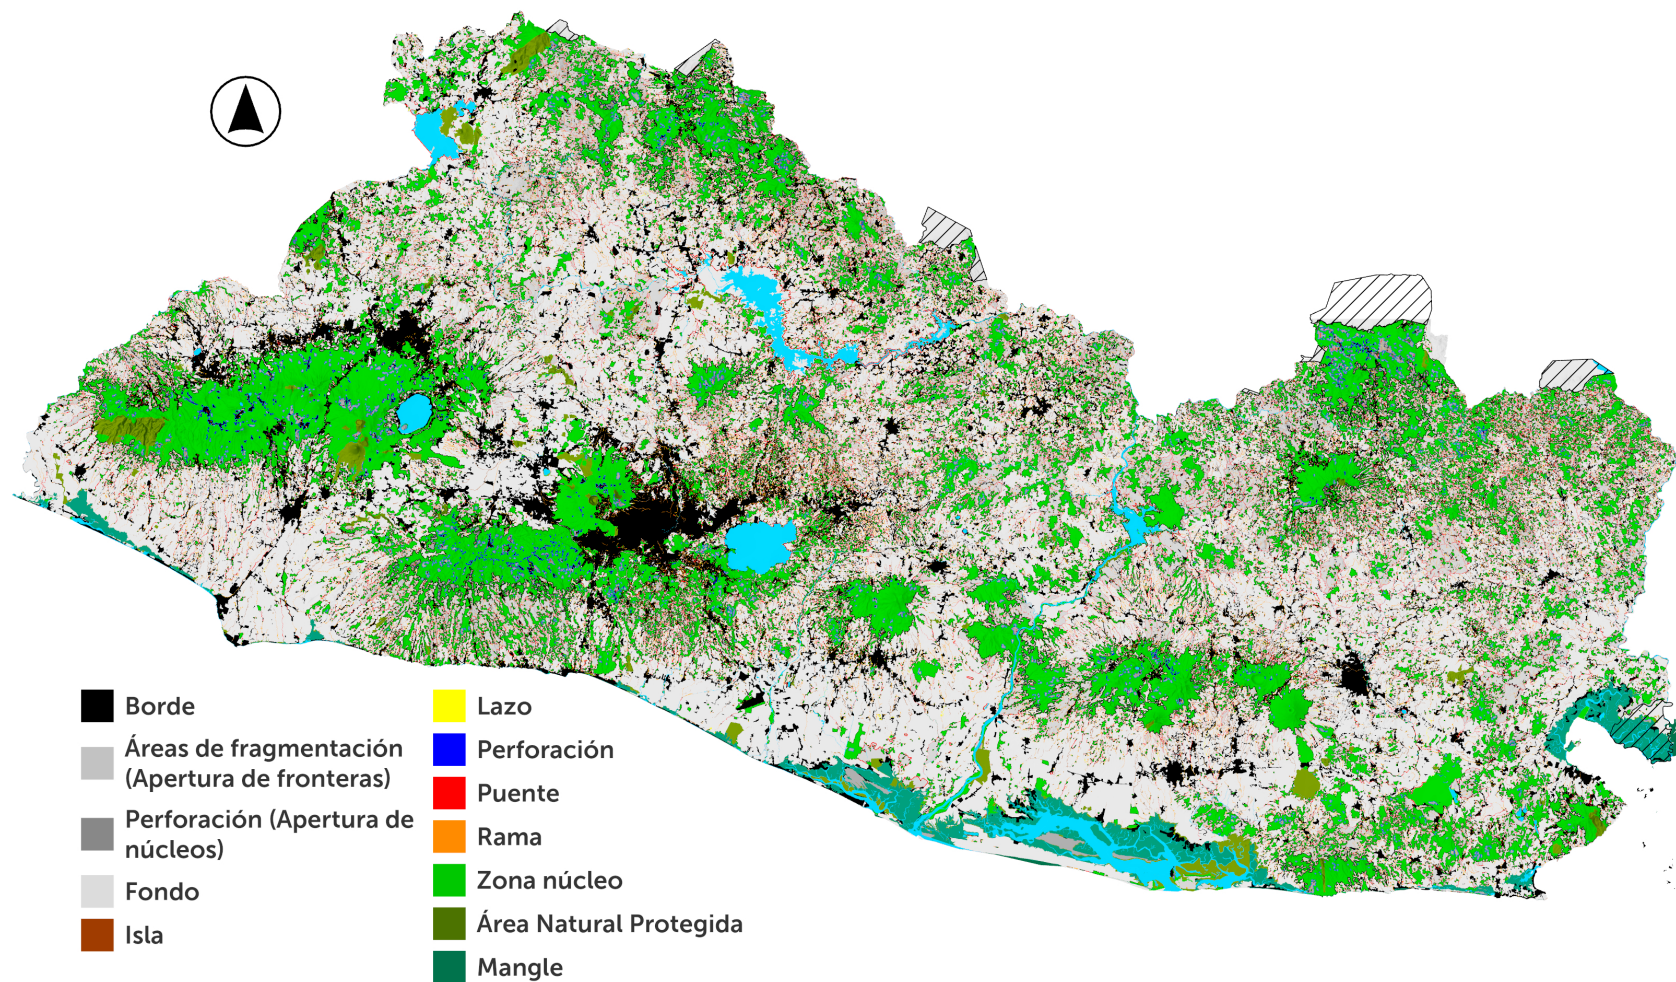 Borde
Áreas de fragmentación
(Apertura de fronteras)
Perforación (Apertura de
núcleos)
Fondo
Isla
Lazo
Perforación
Puente
Rama
Zona núcleo
Área Natural Protegida
Mangle